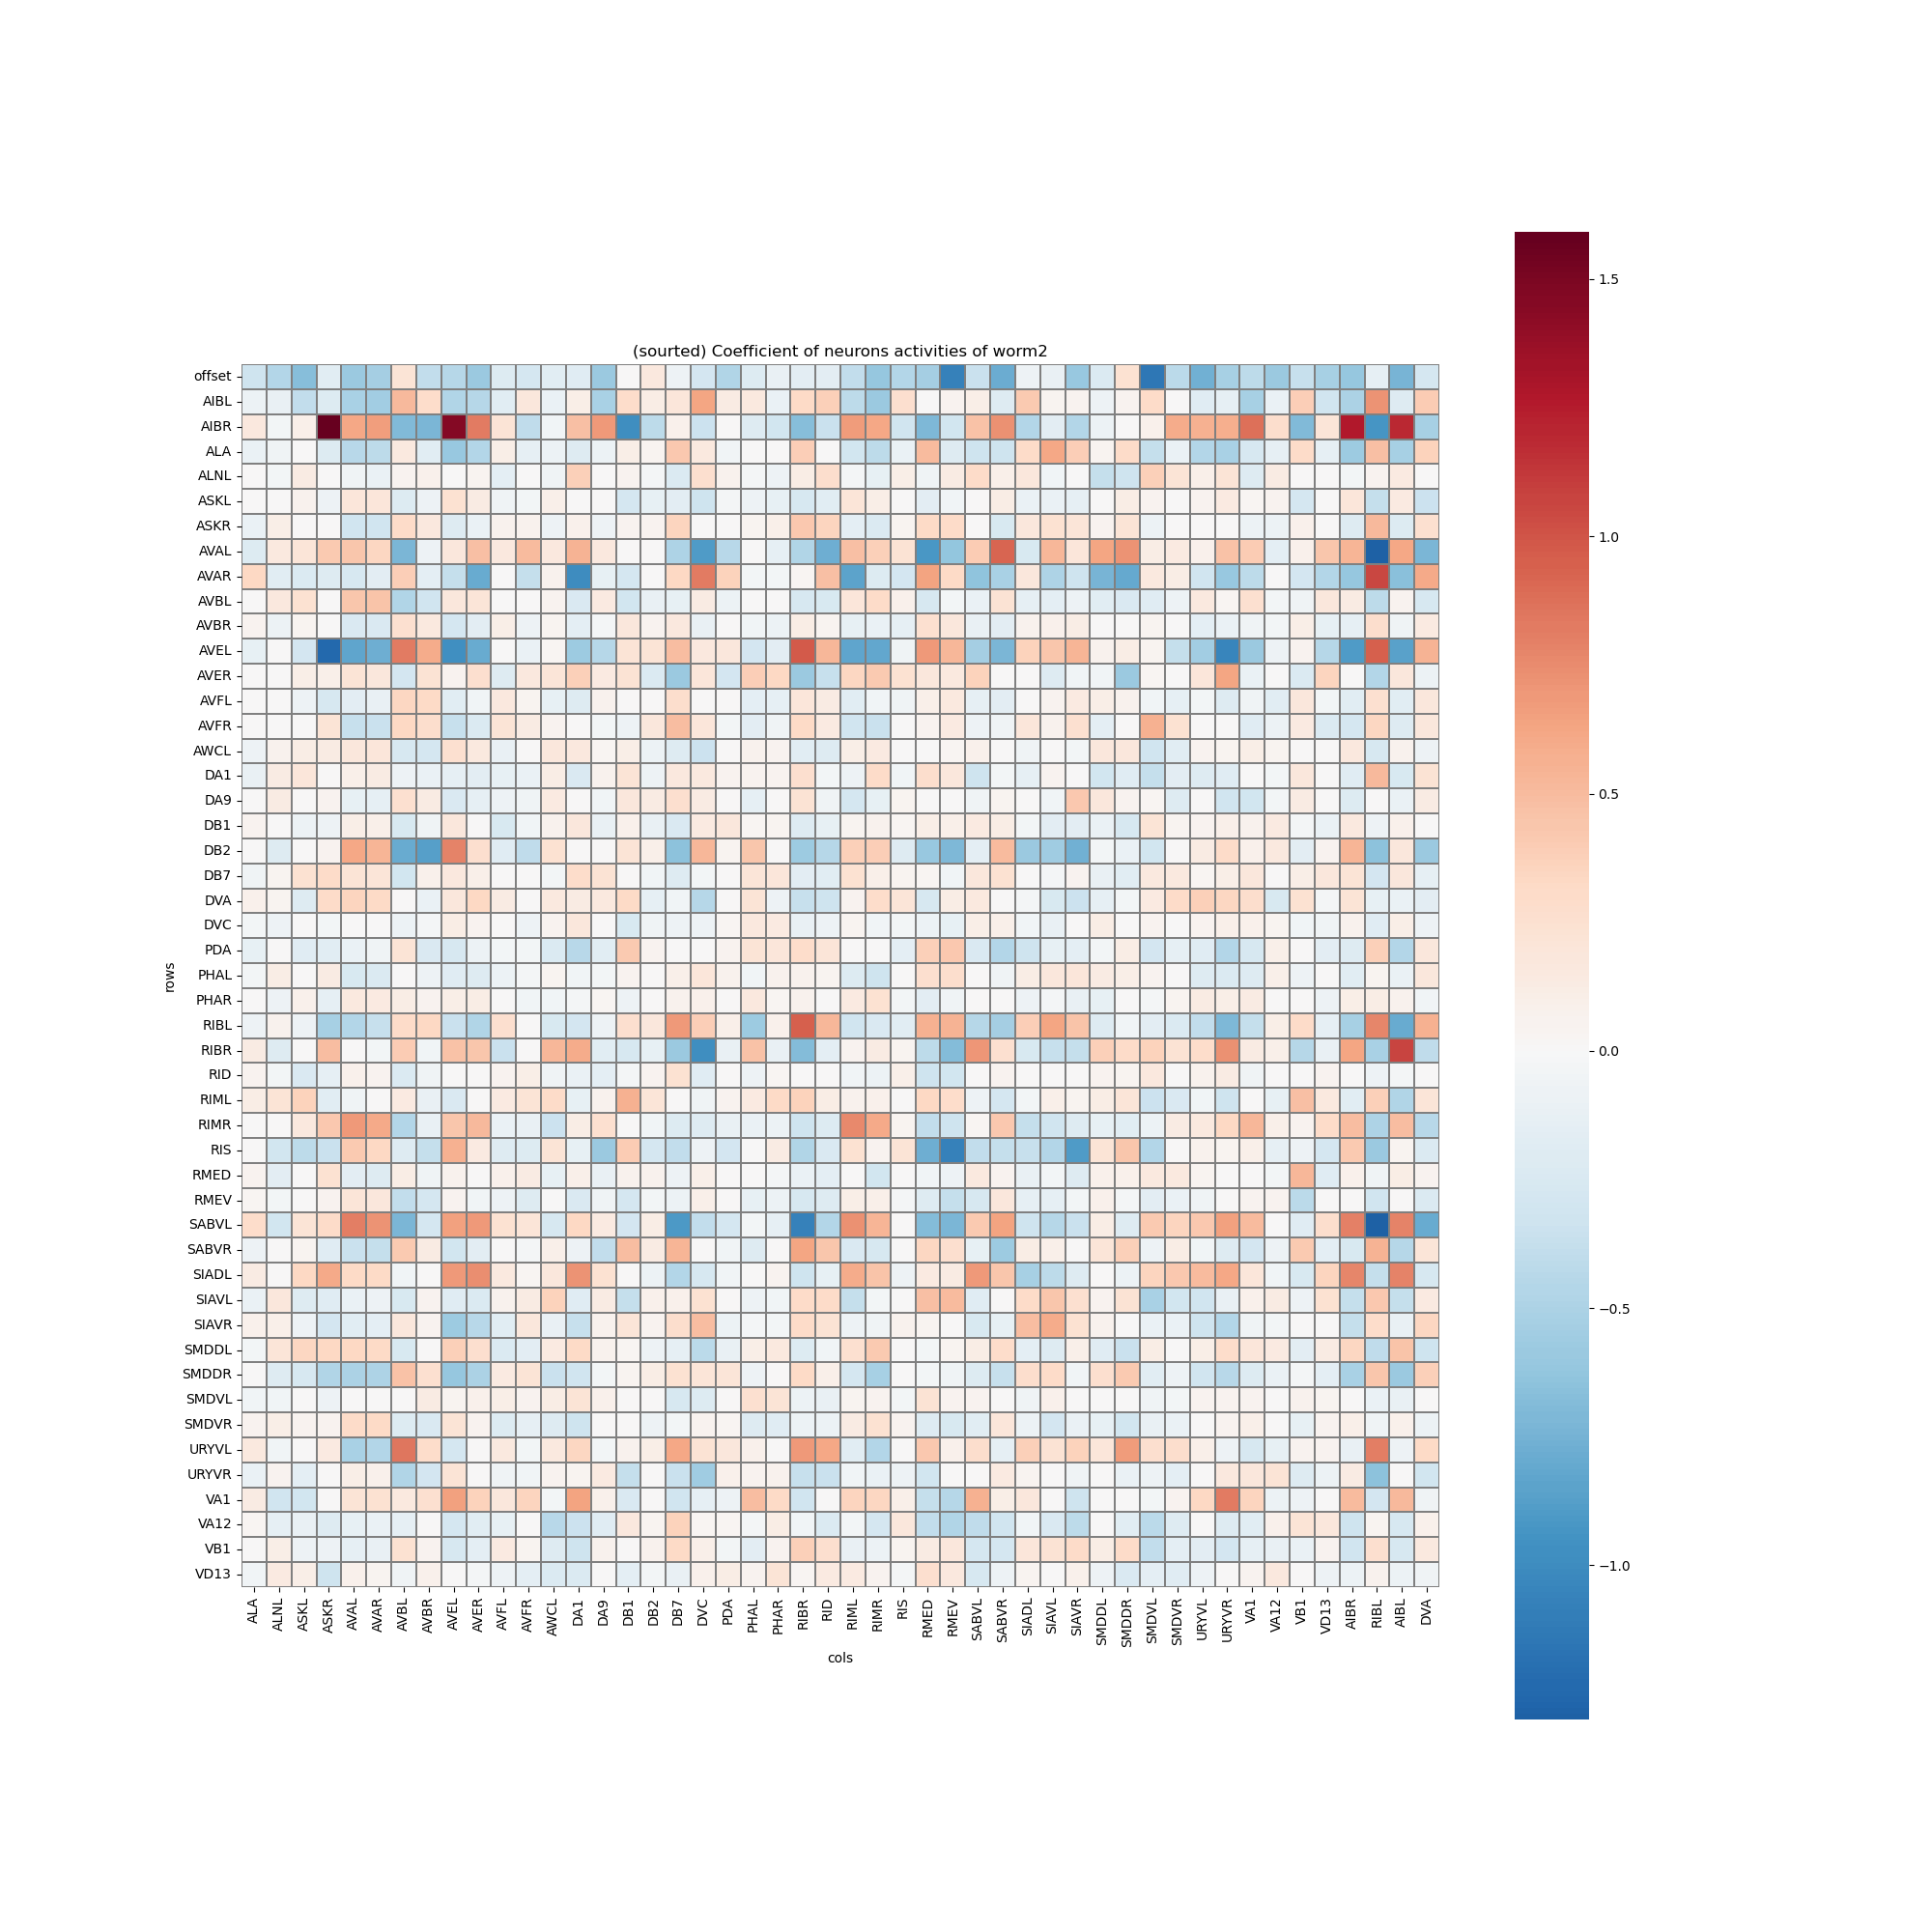 (sourted) Coefficient of neurons activities of worm2
offset
AIBL
AIBR
ALA
ALNL
ASKL
ASKR
AVAL
AVAR
AVBL
AVBR
AVEL
AVER
AVFL
AVFR
AWCL
DA1
DA9
DB1
DB2
DB7
DVA
DVC
PDA
PHAL
PHAR
RIBL
RIBR
RID
RIML
RIMR
RIS
RMED
RMEV
SABVL
SABVR
SIADL
SIAVL
SIAVR
SMDDL
SMDDR
SMDVL
SMDVR
URYVL
URYVR
VA1
VA12
VB1
VD13
rows
ALA ALNL ASKL ASKR AVAL AVAR AVBL AVBR AVEL AVER AVFL AVFR AWCL DA1 DA9 DB1 DB2 DB7 DVC PDA PHAL PHAR RIBR RID RIML RIMR RIS RMED RMEV SABVL SABVR SIADL SIAVL SIAVR SMDDL SMDDR SMDVL SMDVR URYVL URYVR VA1 VA12 VB1 VD13 AIBR RIBL AIBL DVA
cols
1.5
1.0
0.5
0.0
−0.5
−1.0